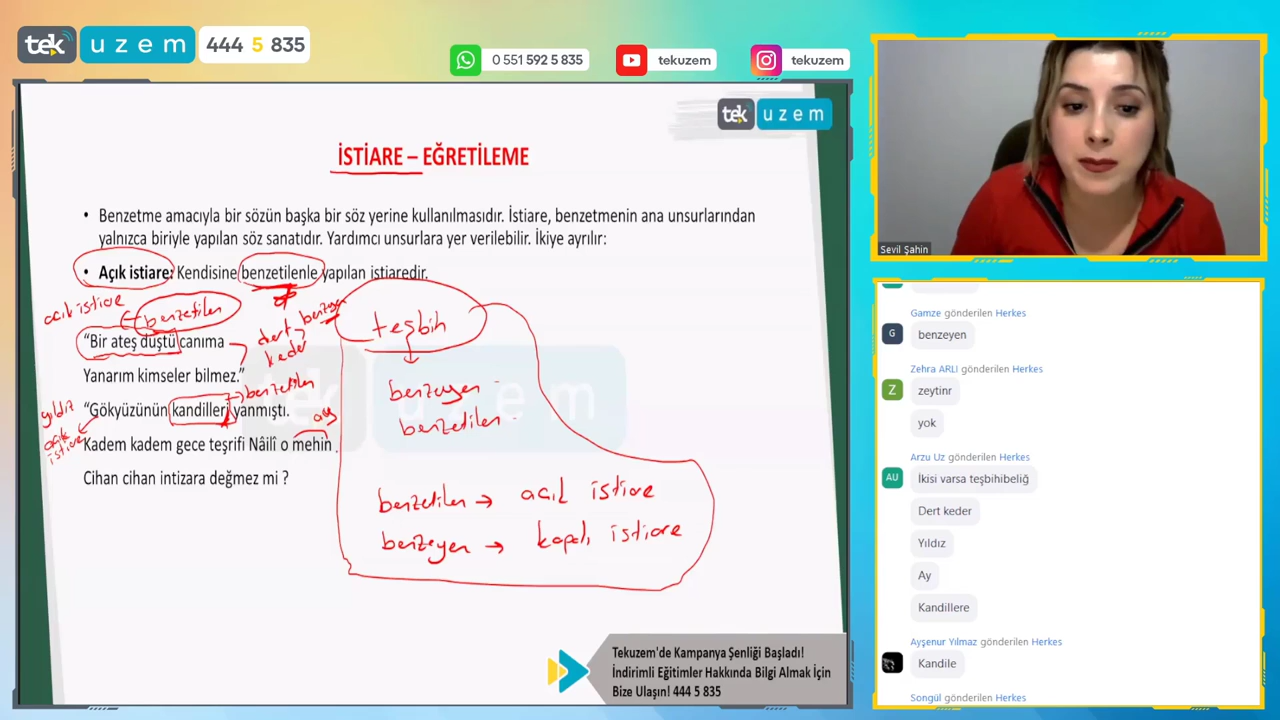 tek uzem 444 5 835
0 551 592 5 835
tekuzem
tekuzem
tek uzem
İSTİARE – EĞRETİLEME
• Benzetme amacıyla bir sözün başka bir söz yerine kullanılmasıdır. İstiare, benzetmenin ana unsurlarından
yalnızca biriyle yapılan söz sanatıdır. Yardımcı unsurlara yer verilebilir. İkiye ayrılır:
• Açık istiare: Kendisine benzetilenle yapılan istiaredir.
açık istiare
benzetilen
benzeyen
dert
keder
"Bir ateş düştü canıma
Yanarım kimseler bilmez."
benzetilen
"Gökyüzünün kandilleri yanmıştı.
yıldız
açık
istiare
ay
Kadem kadem gece teşrifi Nâilî o mehin
Cihan cihan intizara değmez mi ?
teşbih
benzeyen
benzetilen
benzetilen → açık istiare
benzeyen → kapalı istiare
tek uzem
Tekuzem'de Kampanya Şenliği Başladı!
İndirimli Eğitimler Hakkında Bilgi Almak İçin
Bize Ulaşın! 444 5 835
Sevil Şahin
Gamze gönderilen Herkes
G
benzeyen
Zehra ARLI gönderilen Herkes
Z
zeytinr
yok
Arzu Uz gönderilen Herkes
AU
İkisi varsa teşbihibeliğ
Dert keder
Yıldız
Ay
Kandillere
Ayşenur Yılmaz gönderilen Herkes
Kandile
Songül gönderilen Herkes